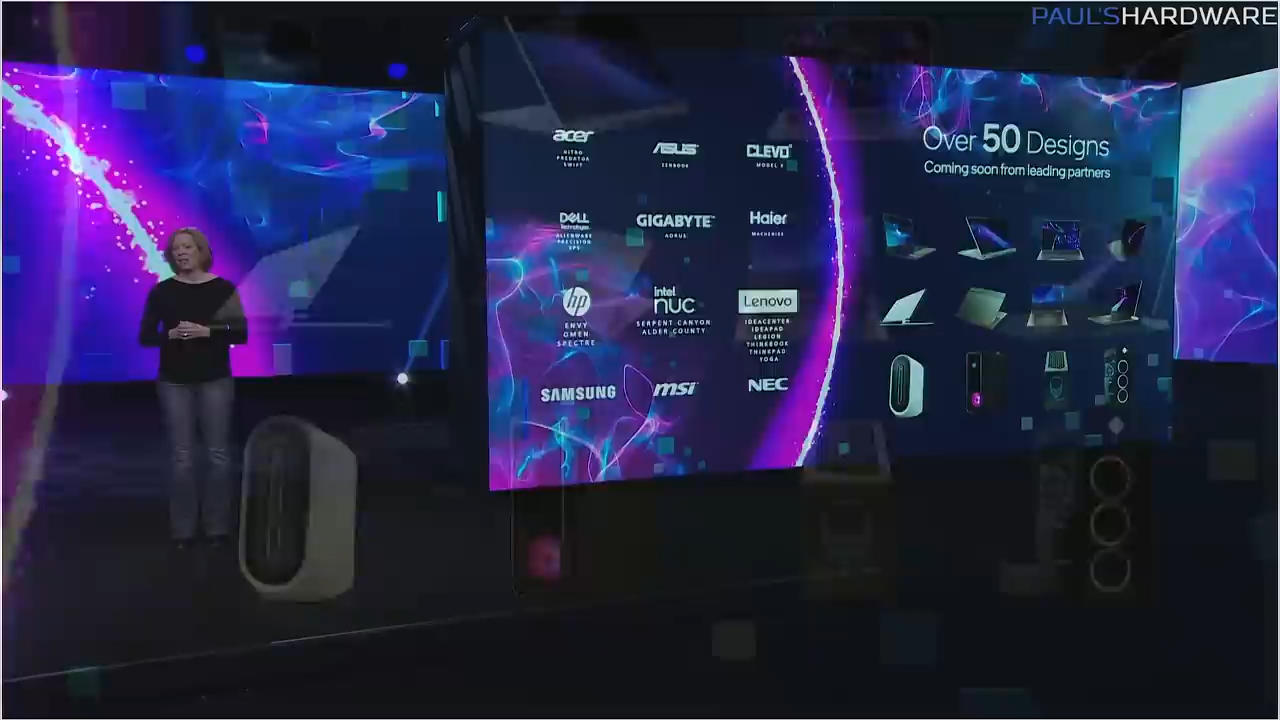 PAUL'SHARDWARE
acer
NITRO
PREDATOR
SWIFT
ASUS
ZENBOOK
CLEVO
MODEL X
DELL
Technologies
ALIENWARE
PRECISION
XPS
GIGABYTE
AORUS
Haier
hp
ENVY
OMEN
SPECTRE
intel
nuc
SERPENT CANYON
ALDER COUNTY
Lenovo
IDEACENTER
IDEAPAD
LEGION
THINKBOOK
THINKPAD
YOGA
SAMSUNG
msi
NEC
Over 50 Designs
Coming soon from leading partners